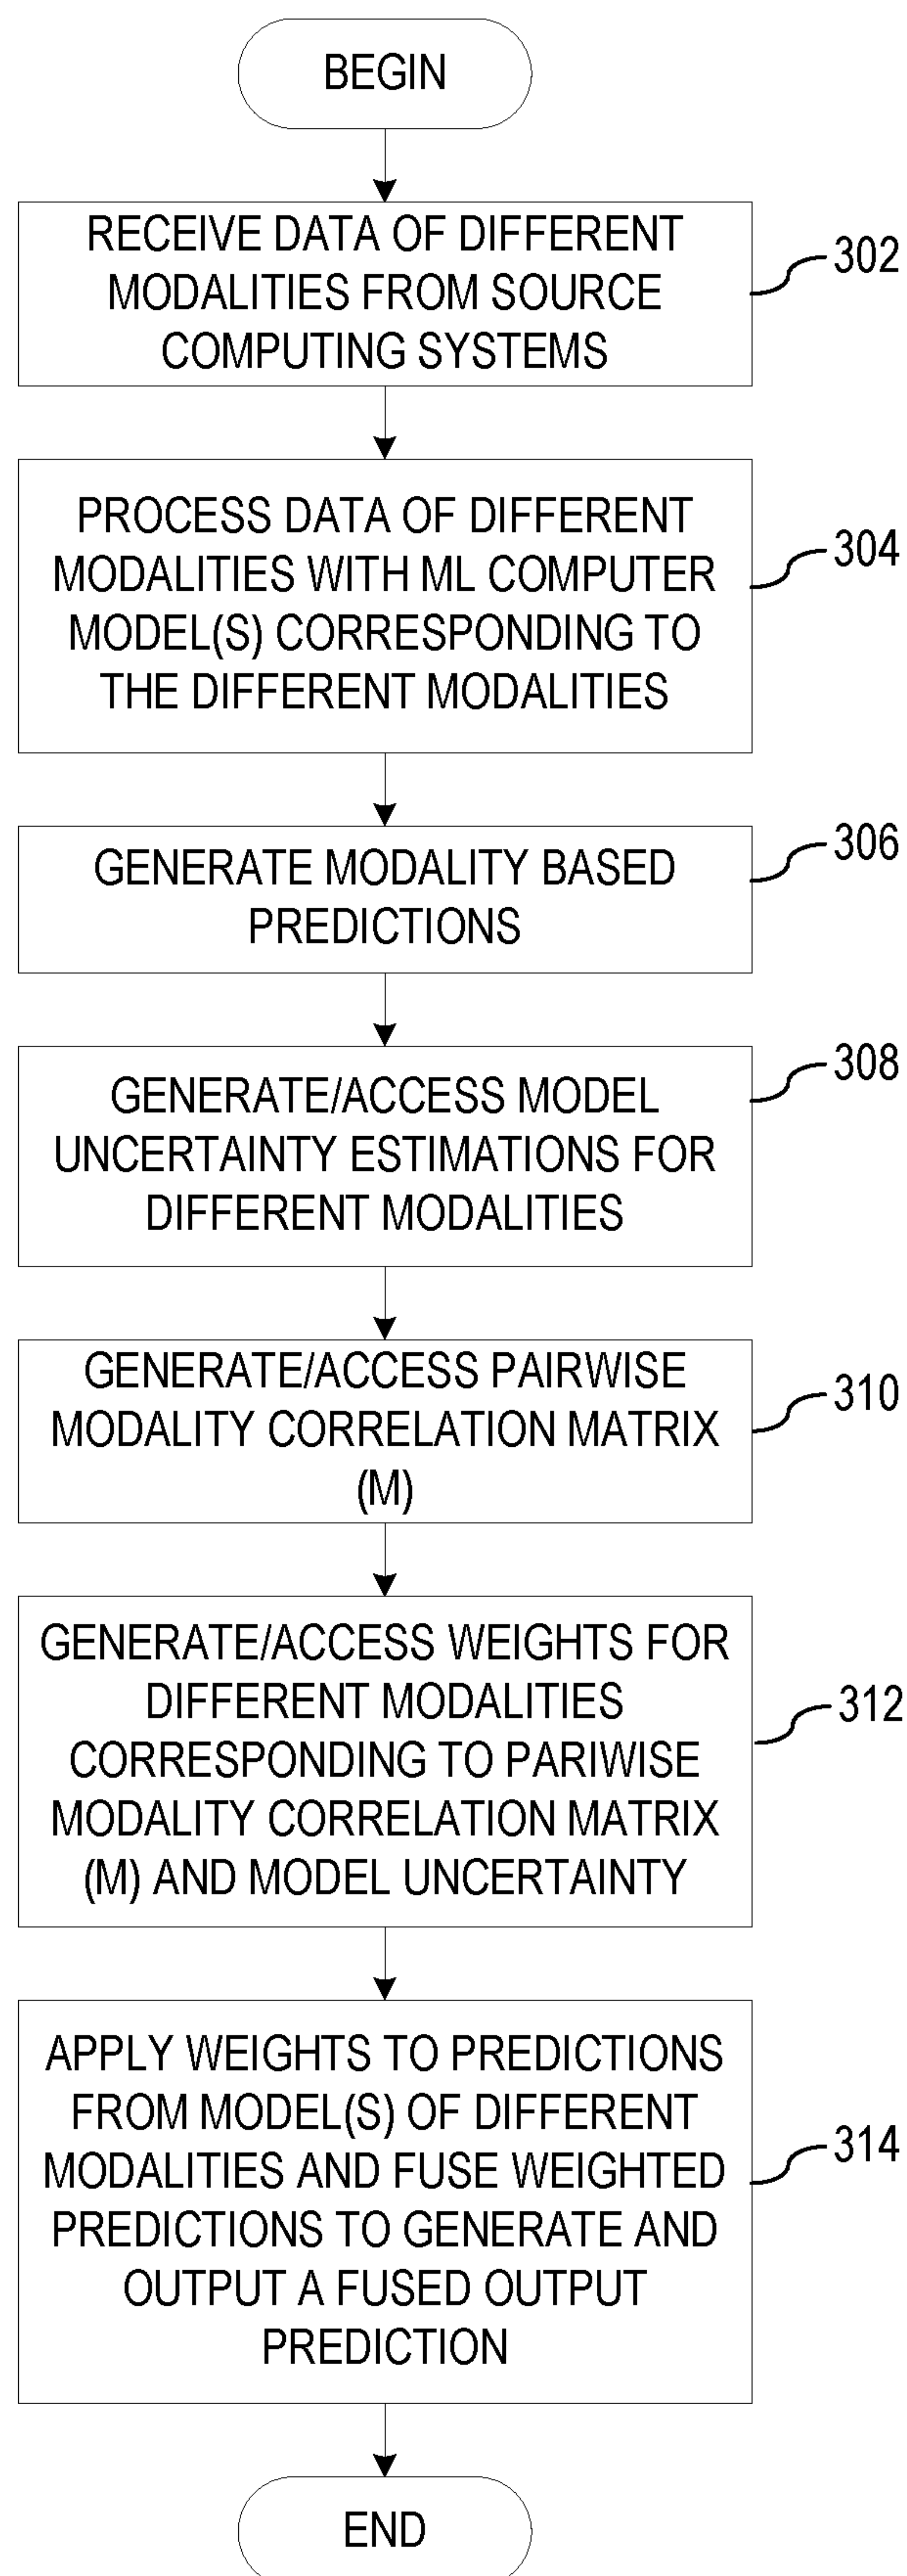 BEGIN
RECEIVE DATA OF DIFFERENT
MODALITIES FROM SOURCE
COMPUTING SYSTEMS
302
PROCESS DATA OF DIFFERENT
MODALITIES WITH ML COMPUTER
MODEL(S) CORRESPONDING TO
THE DIFFERENT MODALITIES
304
GENERATE MODALITY BASED
PREDICTIONS
306
GENERATE/ACCESS MODEL
UNCERTAINTY ESTIMATIONS FOR
DIFFERENT MODALITIES
308
GENERATE/ACCESS PAIRWISE
MODALITY CORRELATION MATRIX
(M)
310
GENERATE/ACCESS WEIGHTS FOR
DIFFERENT MODALITIES
CORRESPONDING TO PARIWISE
MODALITY CORRELATION MATRIX
(M) AND MODEL UNCERTAINTY
312
APPLY WEIGHTS TO PREDICTIONS
FROM MODEL(S) OF DIFFERENT
MODALITIES AND FUSE WEIGHTED
PREDICTIONS TO GENERATE AND
OUTPUT A FUSED OUTPUT
PREDICTION
314
END